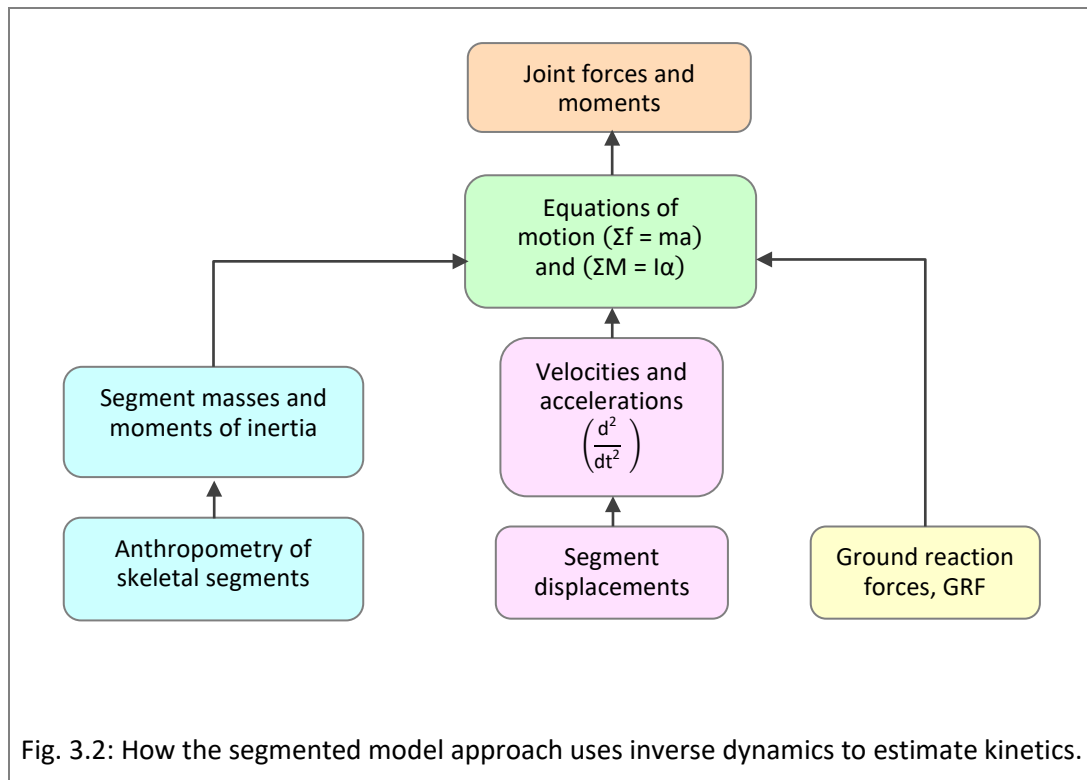 Joint forces and
moments
Equations of
motion (Σf = ma)
and (ΣM = Iα)
Segment masses and
moments of inertia
Velocities and
accelerations
(d²/dt²)
Anthropometry of
skeletal segments
Segment
displacements
Ground reaction
forces, GRF
Fig. 3.2: How the segmented model approach uses inverse dynamics to estimate kinetics.